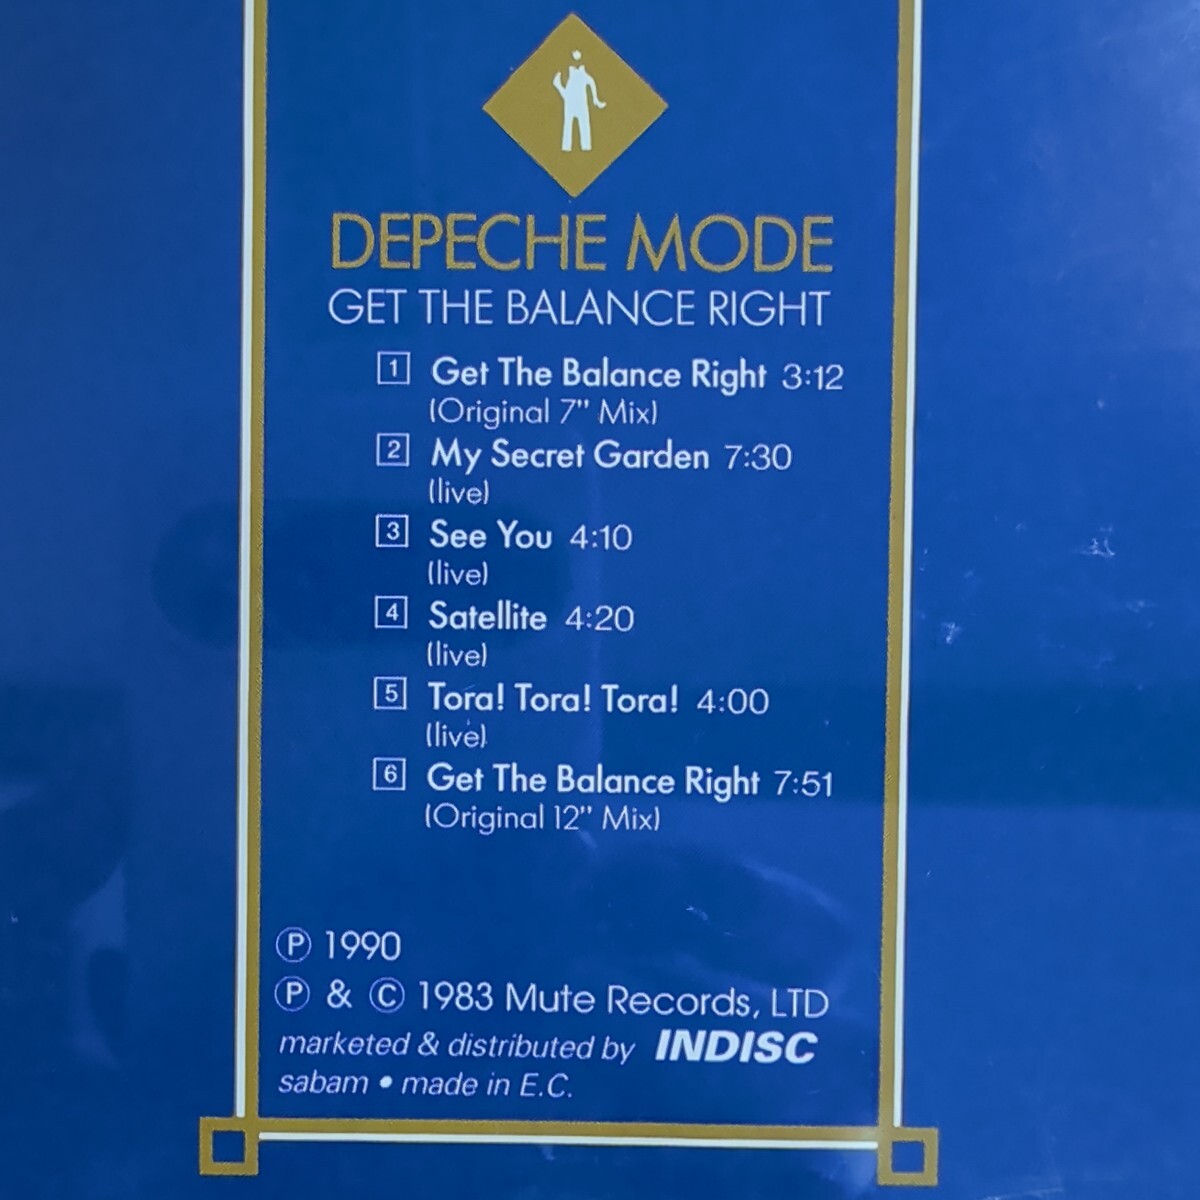 DEPECHE MODE
GET THE BALANCE RIGHT
1 Get The Balance Right 3:12
(Original 7" Mix)
2 My Secret Garden 7:30
(live)
3 See You 4:10
(live)
4 Satellite 4:20
(live)
5 Tora! Tora! Tora! 4:00
(live)
6 Get The Balance Right 7:51
(Original 12" Mix)
Ⓟ 1990
Ⓟ & © 1983 Mute Records, LTD
marketed & distributed by INDISC
sabam • made in E.C.